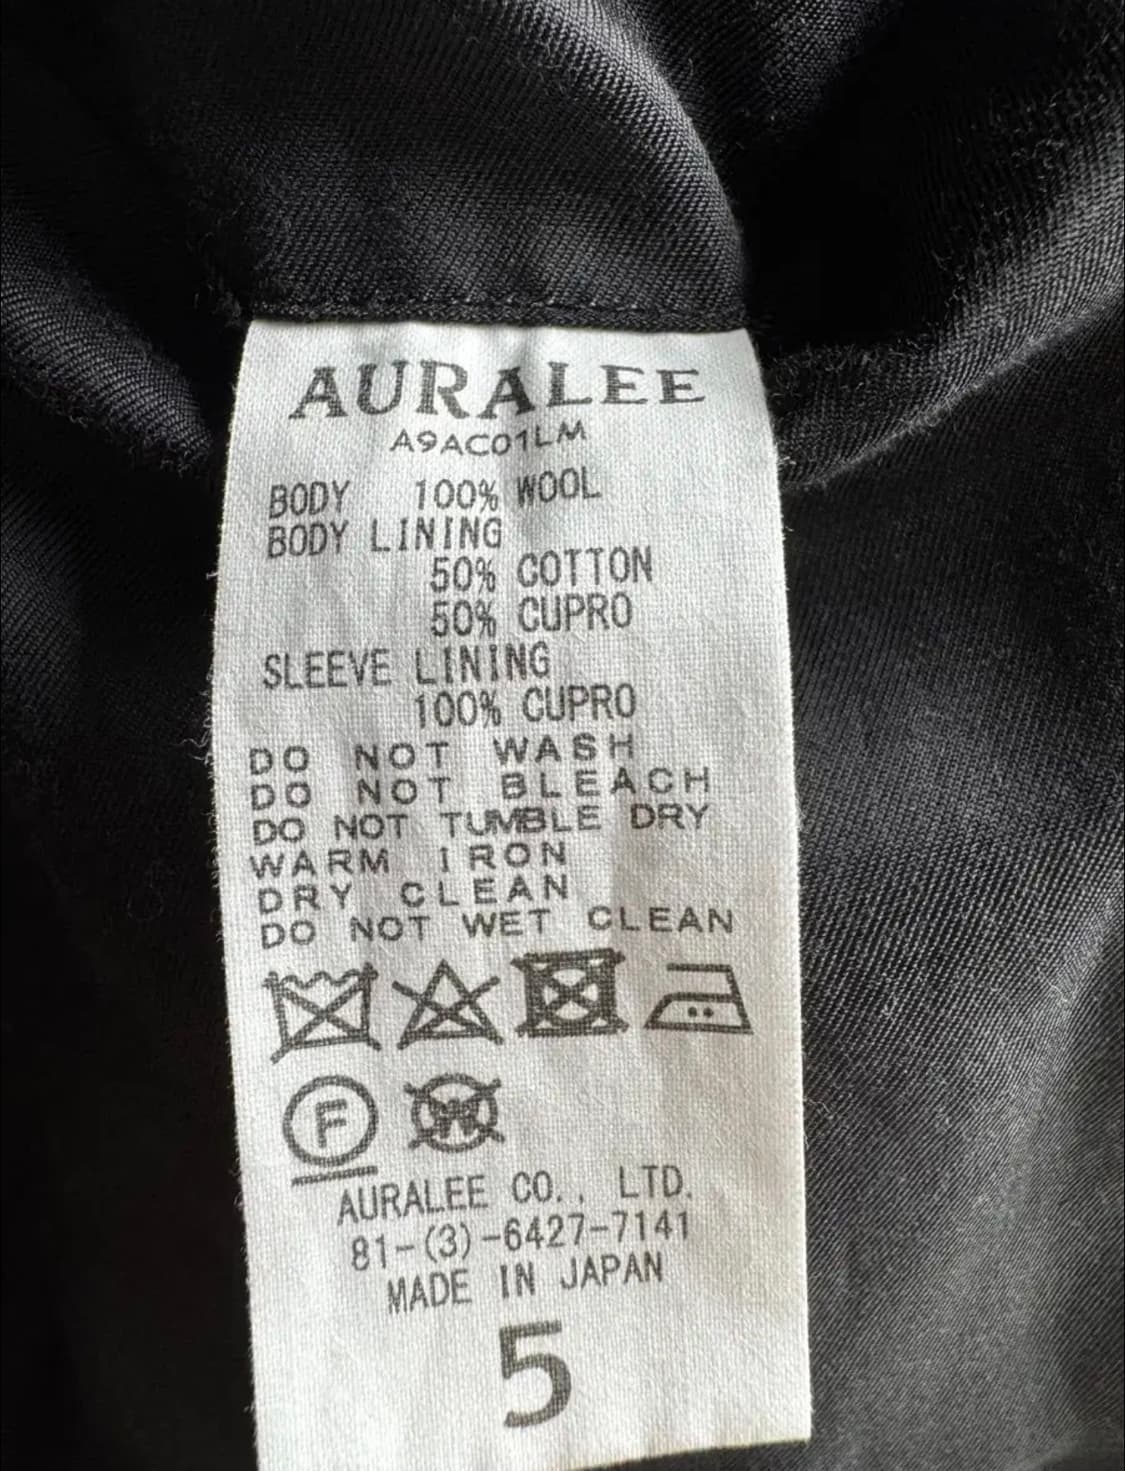 AURALEE
A9AC01LM
BODY 100% WOOL
BODY LINING
50% COTTON
50% CUPRO
SLEEVE LINING
100% CUPRO
DO NOT WASH
DO NOT BLEACH
DO NOT TUMBLE DRY
WARM IRON
DRY CLEAN
DO NOT WET CLEAN
F W
AURALEE CO., LTD.
81-(3)-6427-7141
MADE IN JAPAN
5